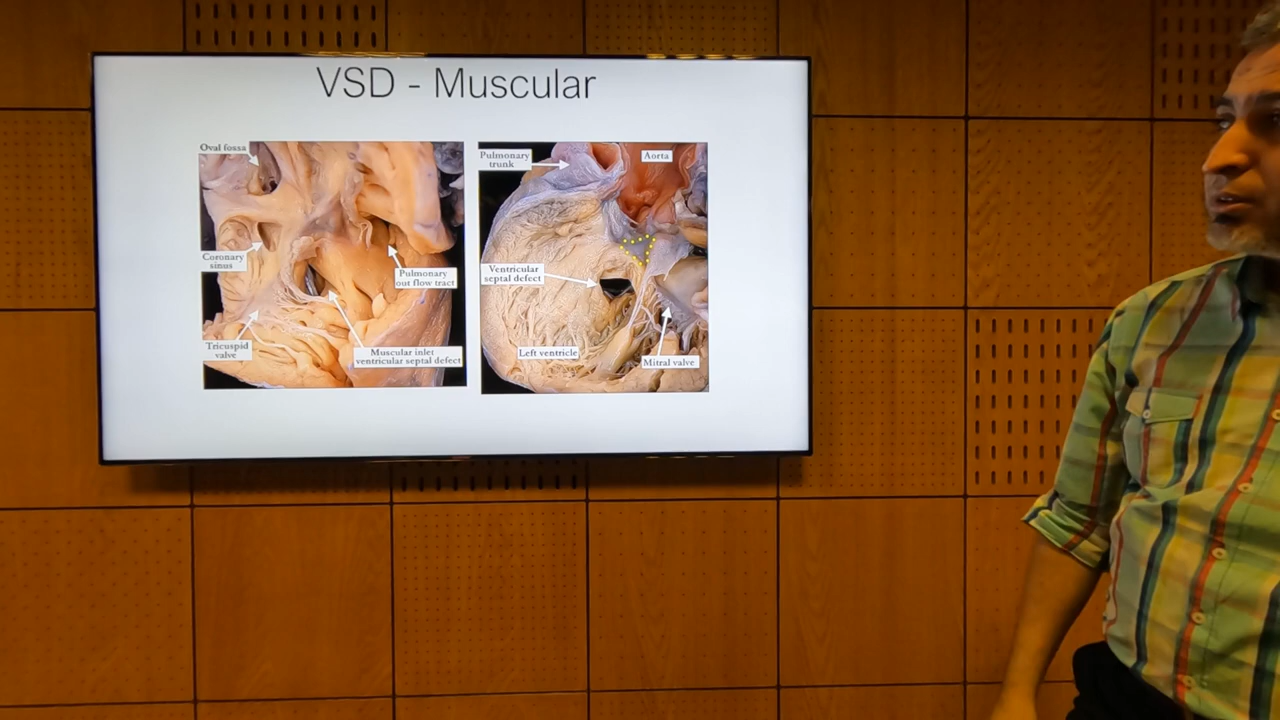 VSD - Muscular
Oval fossa
Coronary
sinus
Tricuspid
valve
Pulmonary
out flow tract
Muscular inlet
ventricular septal defect
Pulmonary
trunk
Aorta
Ventricular
septal defect
Left ventricle
Mitral valve